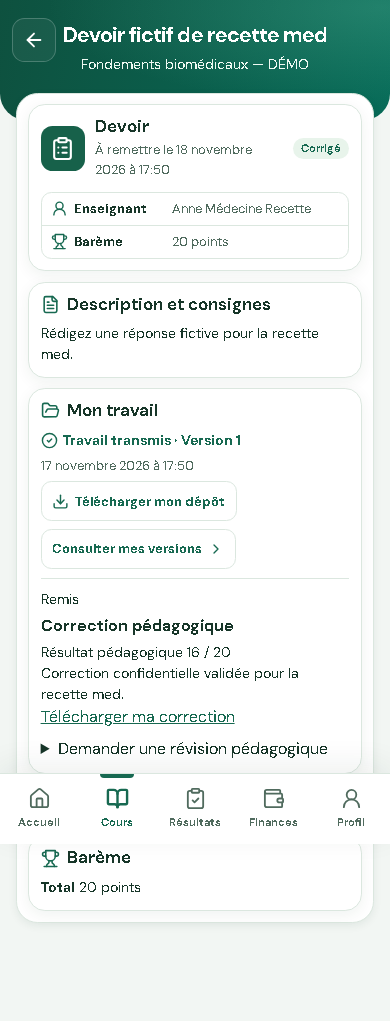 Devoir fictif de recette med
Fondements biomédicaux — DÉMO
Devoir
À remettre le 18 novembre
2026 à 17:50
Corrigé
Enseignant
Anne Médecine Recette
Barème
20 points
Description et consignes
Rédigez une réponse fictive pour la recette
med.
Mon travail
Travail transmis · Version 1
17 novembre 2026 à 17:50
Télécharger mon dépôt
Consulter mes versions
Remis
Correction pédagogique
Résultat pédagogique 16 / 20
Correction confidentielle validée pour la
recette med.
Télécharger ma correction
Demander une révision pédagogique
Accueil
Cours
Résultats
Finances
Profil
Barème
Total 20 points